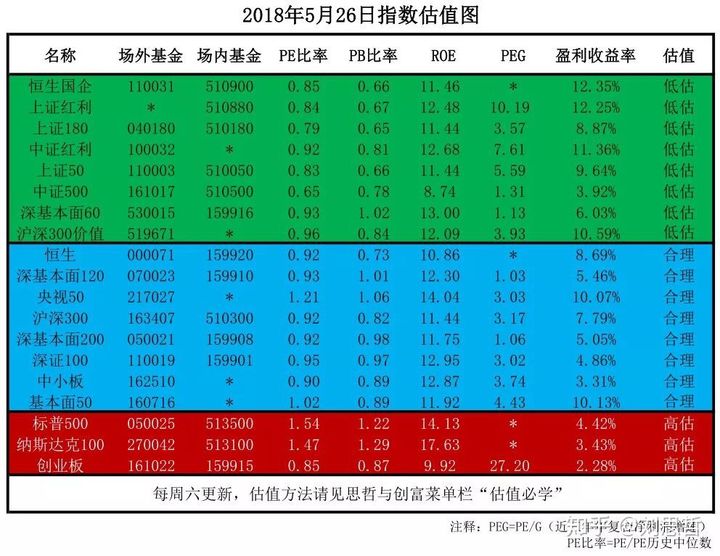 2018年5月26日指数估值图
名称 场外基金 场内基金 PE比率 PB比率 ROE PEG 盈利收益率 估值
恒生国企 110031 510900 0.85 0.66 11.46 * 12.35% 低估
上证红利 * 510880 0.84 0.67 12.48 10.19 12.25% 低估
上证180 040180 510180 0.79 0.65 11.44 3.57 8.87% 低估
中证红利 100032 * 0.92 0.81 12.68 7.61 11.36% 低估
上证50 110003 510050 0.83 0.66 11.44 5.59 9.64% 低估
中证500 161017 510500 0.65 0.78 8.74 1.31 3.92% 低估
深基本面60 530015 159916 0.93 1.02 13.00 1.13 6.03% 低估
沪深300价值 519671 * 0.96 0.84 12.09 3.93 10.59% 低估
恒生 000071 159920 0.92 0.73 10.86 * 8.69% 合理
深基本面120 070023 159910 0.93 1.01 12.30 1.03 5.46% 合理
央视50 217027 * 1.21 1.06 14.04 3.03 10.07% 合理
沪深300 163407 510300 0.92 0.82 11.44 3.17 7.79% 合理
深基本面200 050021 159908 0.92 0.98 11.75 1.06 5.05% 合理
深证100 110019 159901 0.95 0.97 12.95 3.02 4.86% 合理
中小板 162510 * 0.90 0.89 12.87 3.74 3.31% 合理
基本面50 160716 * 1.02 0.89 11.92 4.43 10.13% 合理
标普500 050025 513500 1.54 1.22 14.13 * 4.42% 高估
纳斯达克100 270042 513100 1.47 1.29 17.63 * 3.43% 高估
创业板 161022 159915 0.85 0.87 9.92 27.20 2.28% 高估
每周六更新，估值方法请见思哲与创富菜单栏“估值必学”
注释：PEG=PE/G（近
知乎 @刘思哲
PE比率=PE/PE历史中位数